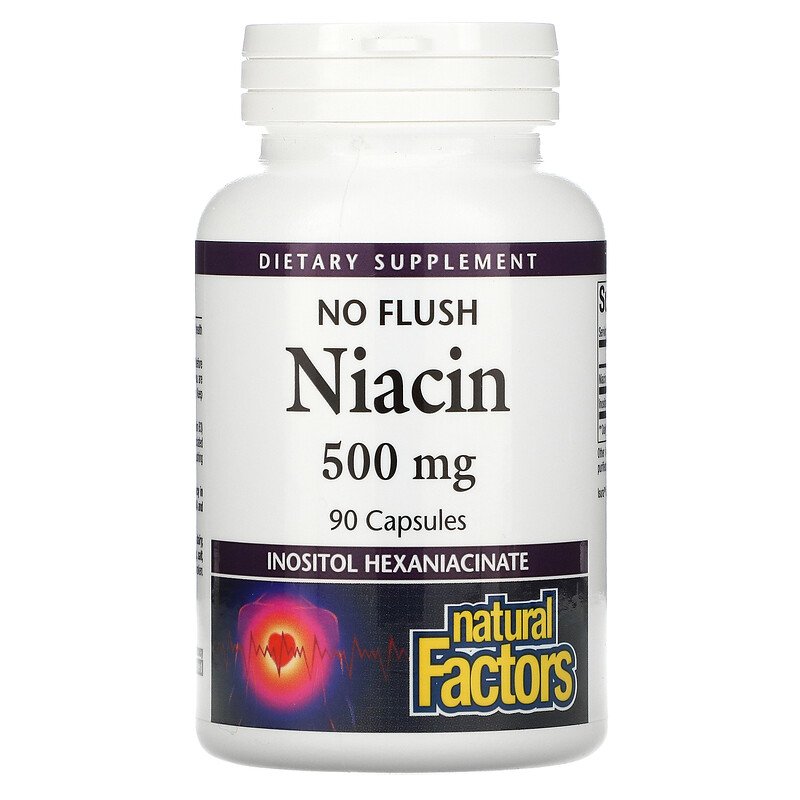 DIETARY SUPPLEMENT
NO FLUSH
Niacin
500 mg
90 Capsules
INOSITOL HEXANIACINATE
natural
Factors